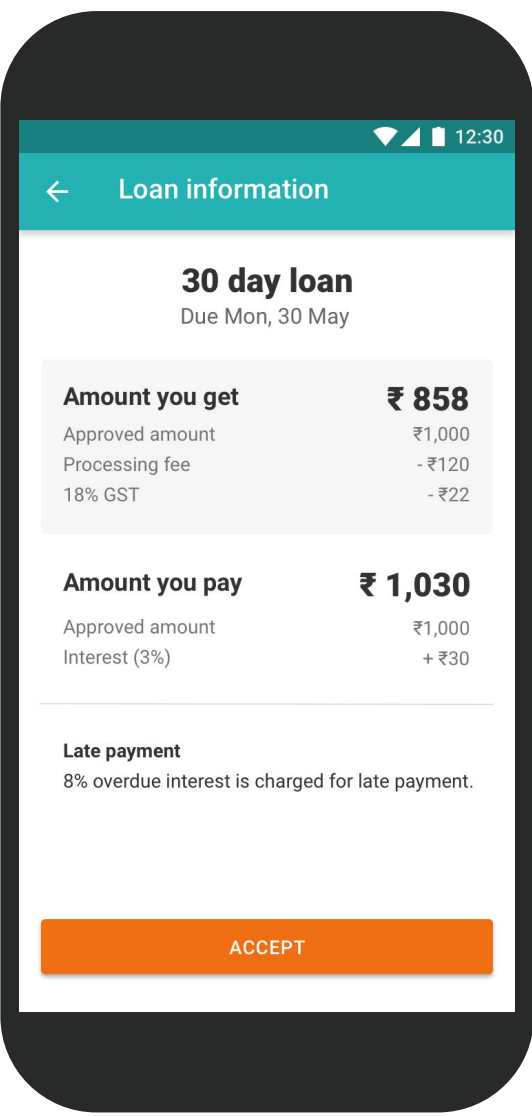 12:30
Loan information
30 day loan
Due Mon, 30 May
Amount you get ₹ 858
Approved amount ₹1,000
Processing fee - ₹120
18% GST - ₹22
Amount you pay ₹ 1,030
Approved amount ₹1,000
Interest (3%) + ₹30
Late payment
8% overdue interest is charged for late payment.
ACCEPT